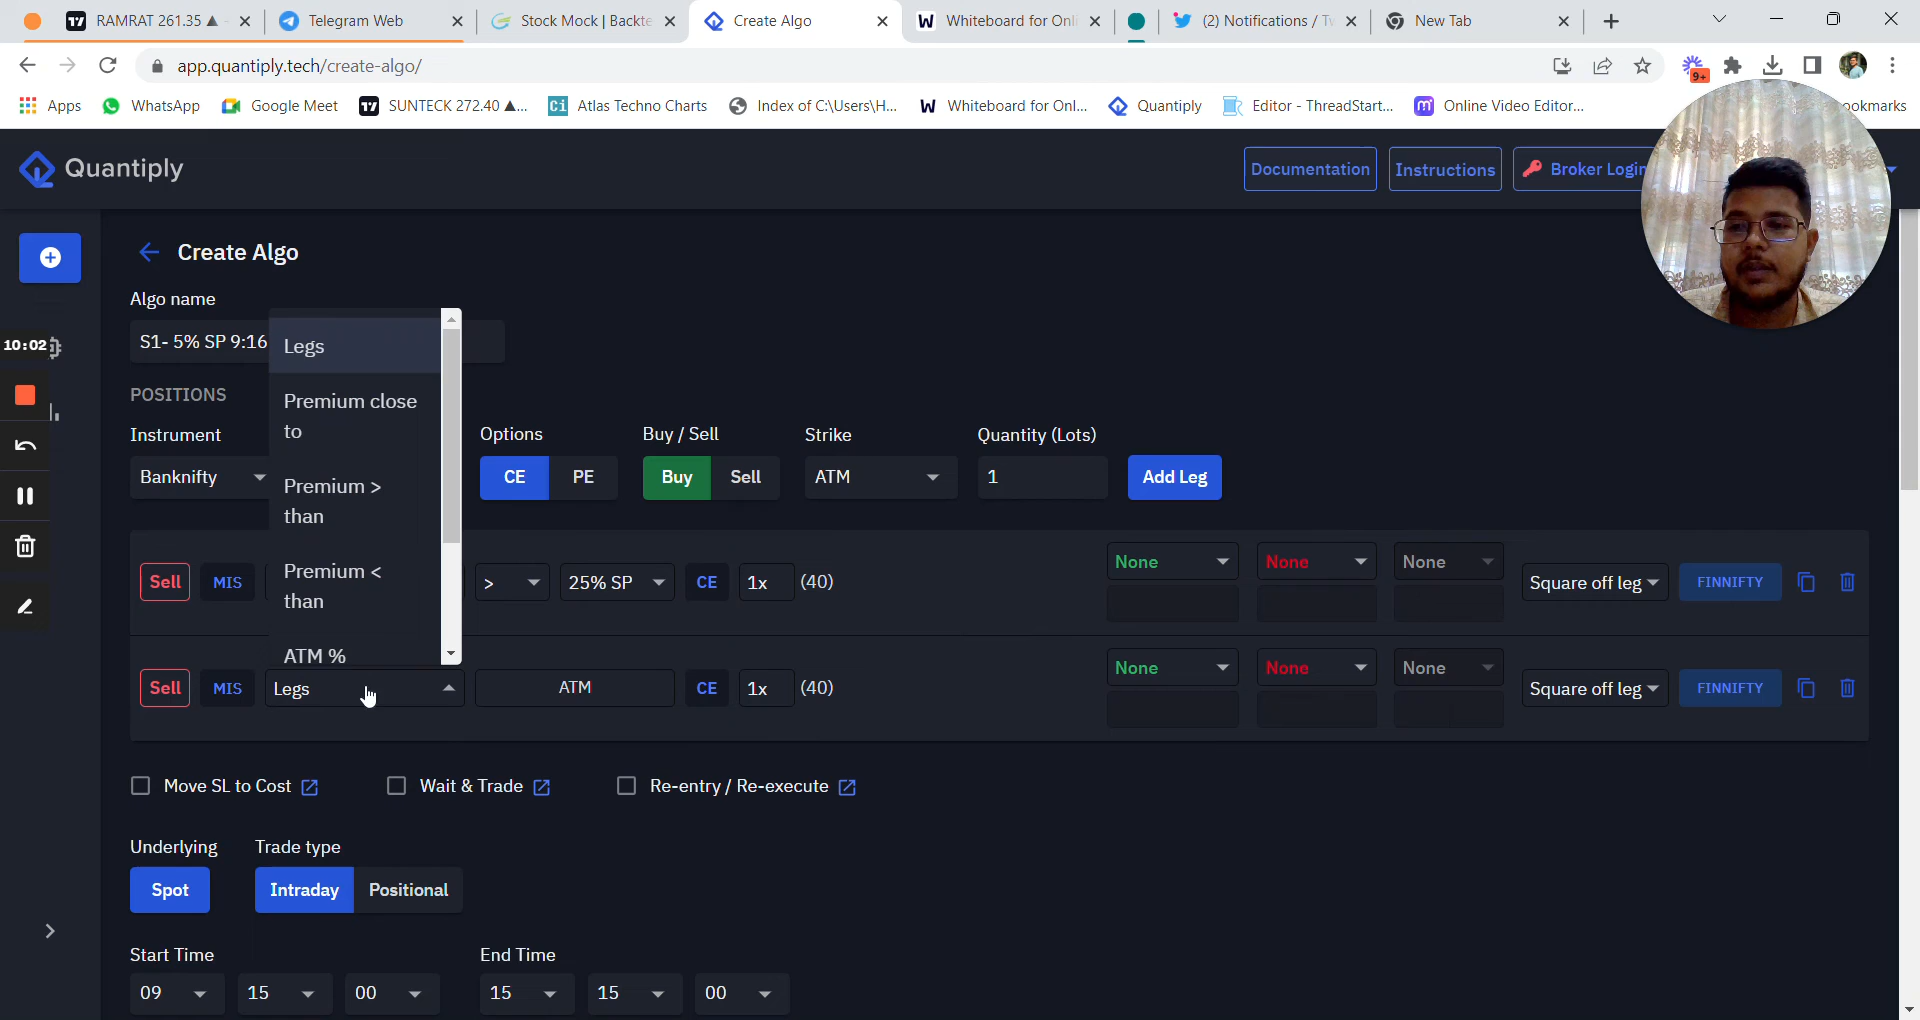 RAMRAT 261.35 ▲
Telegram Web
Stock Mock | Backte
Create Algo
Whiteboard for Onli
(2) Notifications / Tw
New Tab
app.quantiply.tech/create-algo/
9+
Apps
WhatsApp
Google Meet
SUNTECK 272.40 ▲...
Atlas Techno Charts
Index of C:\Users\H...
Whiteboard for Onl...
Quantiply
Editor - ThreadStart...
Online Video Editor...
ookmarks
Quantiply
Documentation
Instructions
Broker Login
Create Algo
Algo name
S1- 5% SP 9:16
10:02
Legs
Premium close
to
Premium >
than
Premium <
than
ATM %
POSITIONS
Instrument
Options
Buy / Sell
Strike
Quantity (Lots)
Banknifty
CE
PE
Buy
Sell
ATM
1
Add Leg
Sell
MIS
>
25% SP
CE
1x
(40)
None
None
None
Square off leg
FINNIFTY
Sell
MIS
Legs
ATM
CE
1x
(40)
None
None
None
Square off leg
FINNIFTY
Move SL to Cost
Wait & Trade
Re-entry / Re-execute
Underlying
Trade type
Spot
Intraday
Positional
Start Time
End Time
09
15
00
15
15
00